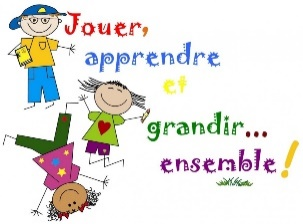 Jouer,
apprendre
et
grandir...
ensemble!